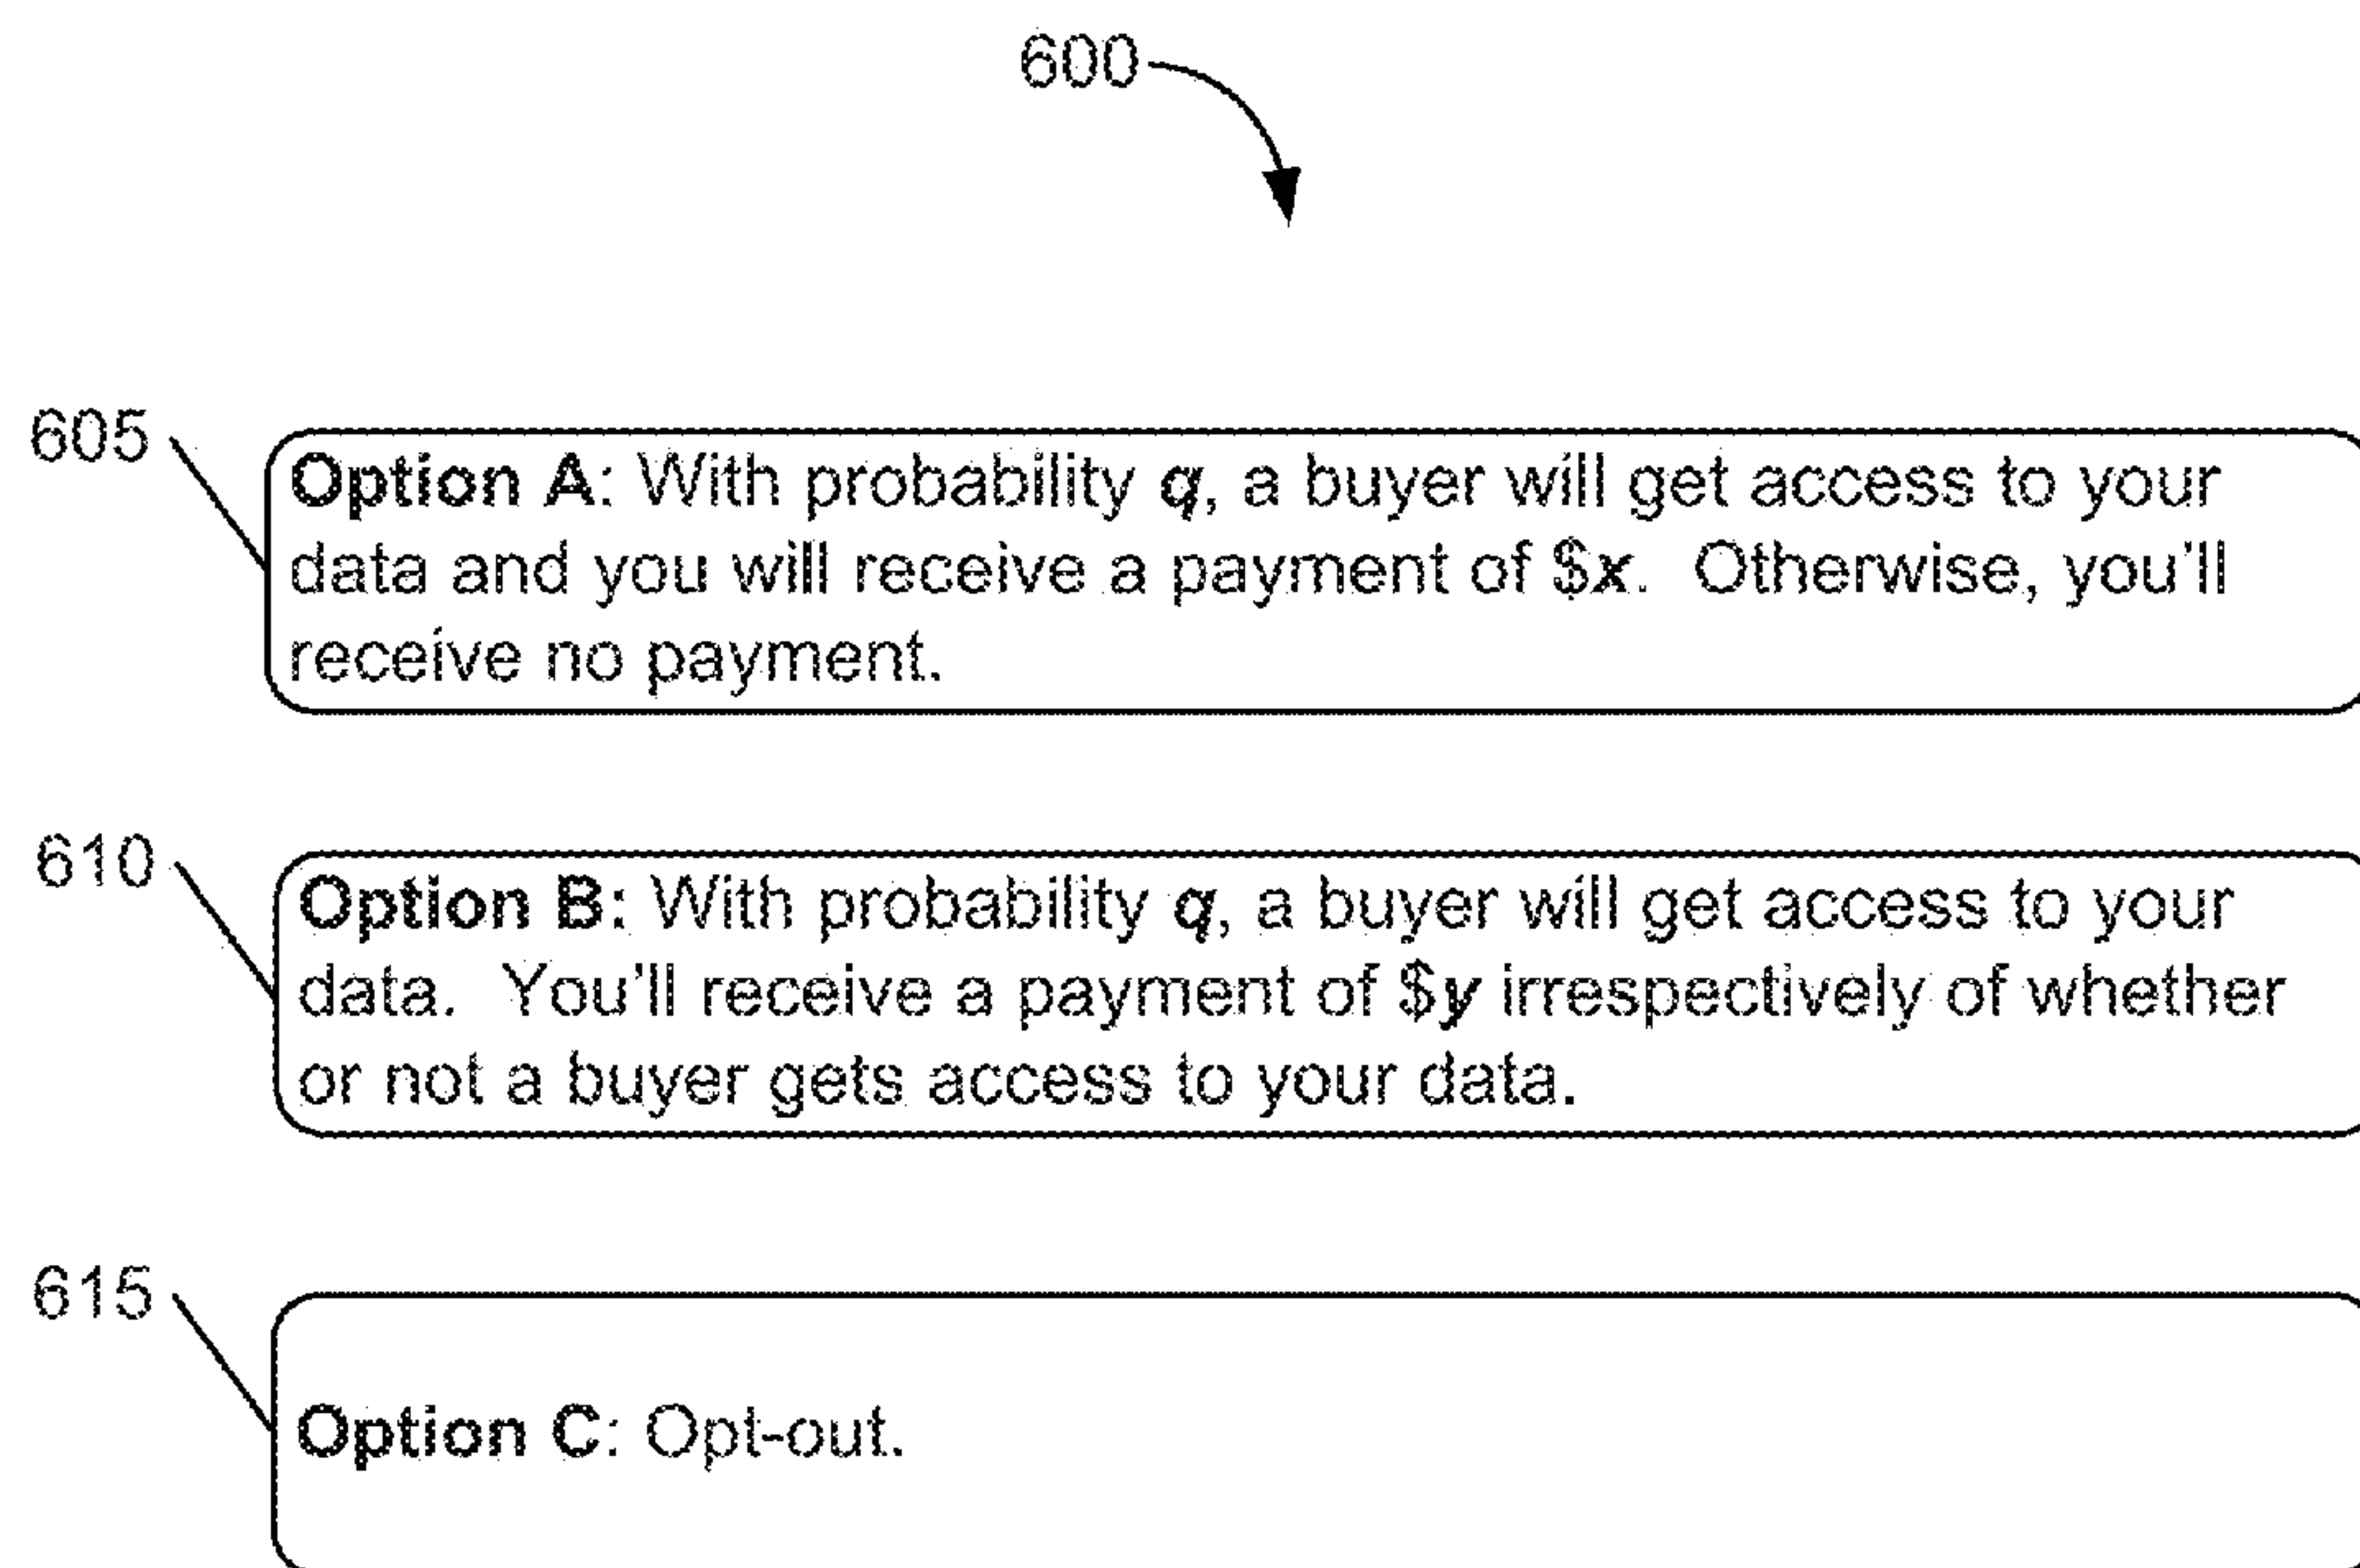 600
605
Option A: With probability q, a buyer will get access to your
data and you will receive a payment of $x. Otherwise, you'll
receive no payment.
610
Option B: With probability q, a buyer will get access to your
data. You'll receive a payment of $y irrespectively of whether
or not a buyer gets access to your data.
615
Option C: Opt-out.